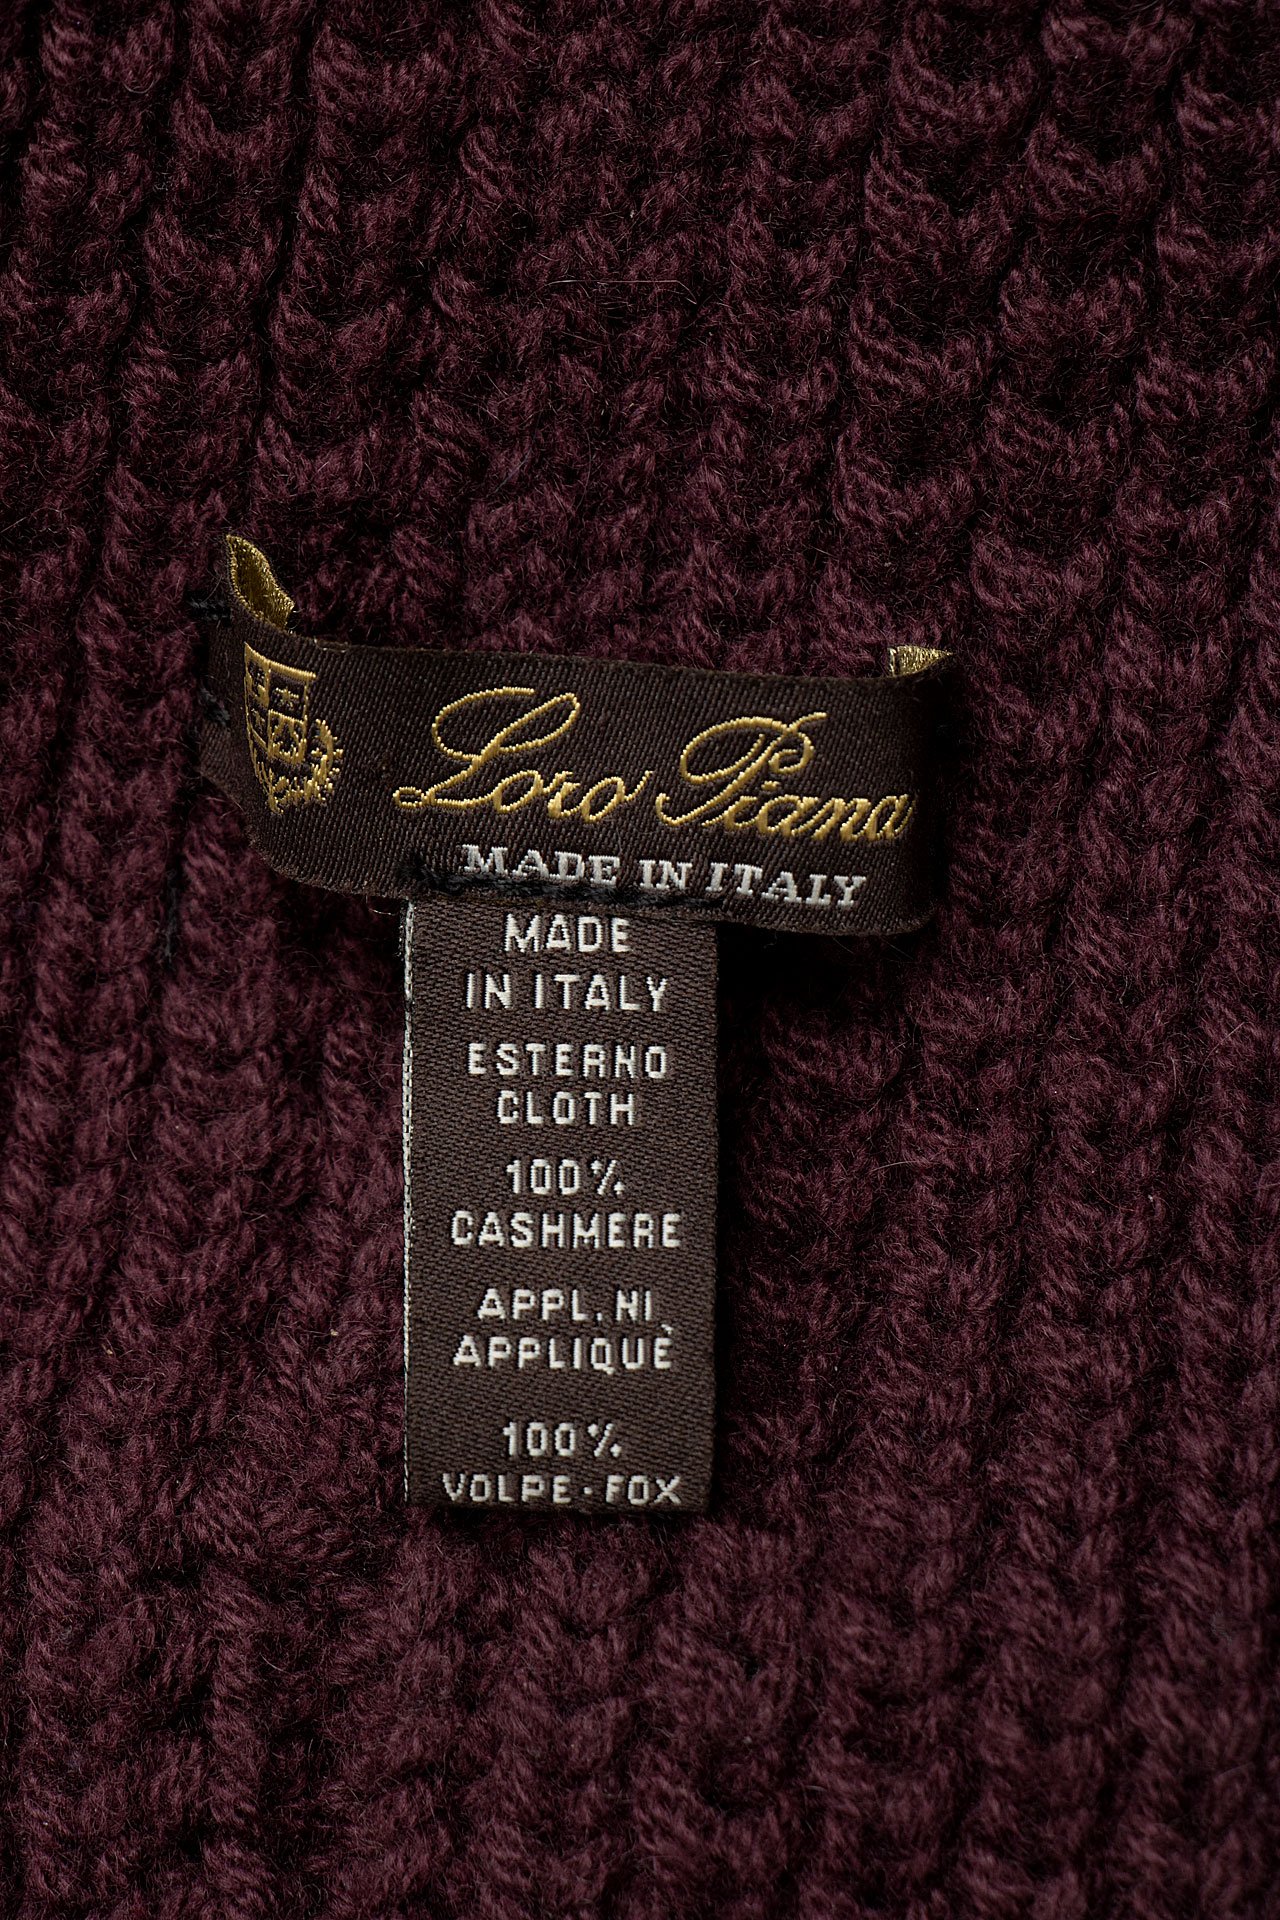 Loro Piana
MADE IN ITALY
MADE
IN ITALY
ESTERNO
CLOTH
100%
CASHMERE
APPL.NI
APPLIQUÈ
100%
VOLPE·FOX